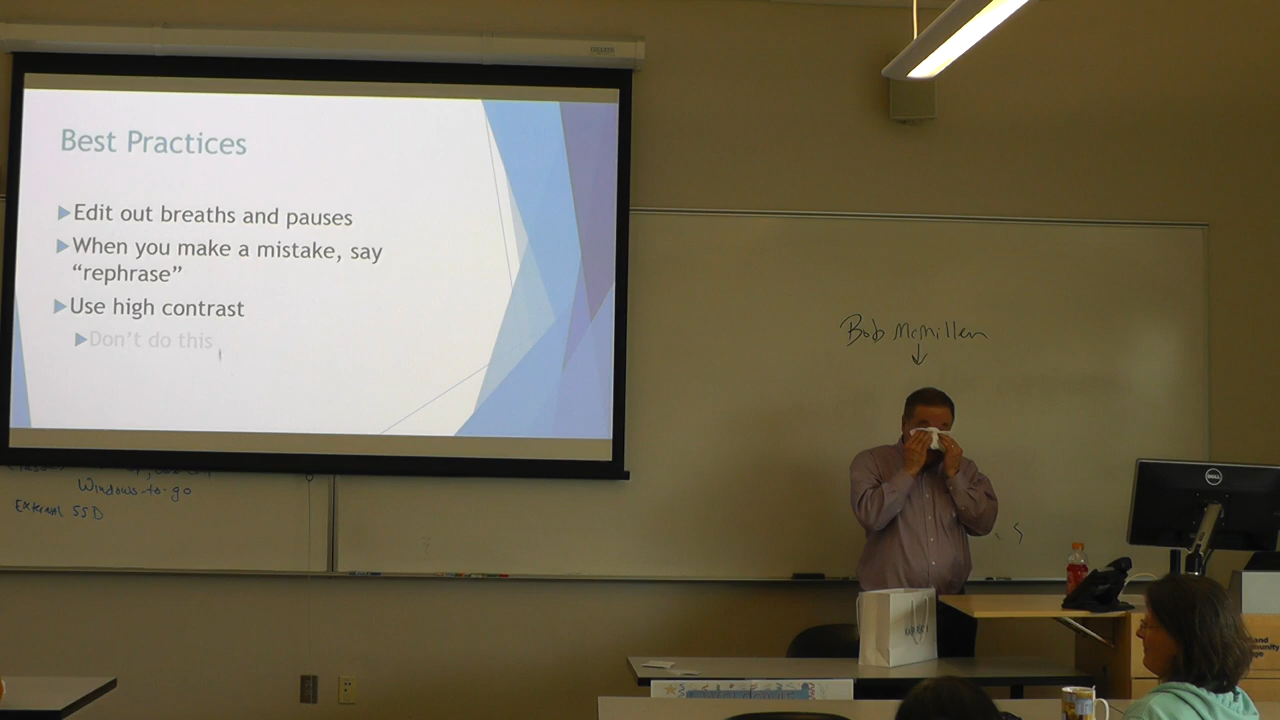 Best Practices
Edit out breaths and pauses
When you make a mistake, say
“rephrase”
Use high contrast
Don't do this
Bob McMillen
Windows-to-go
External SSD
DELL